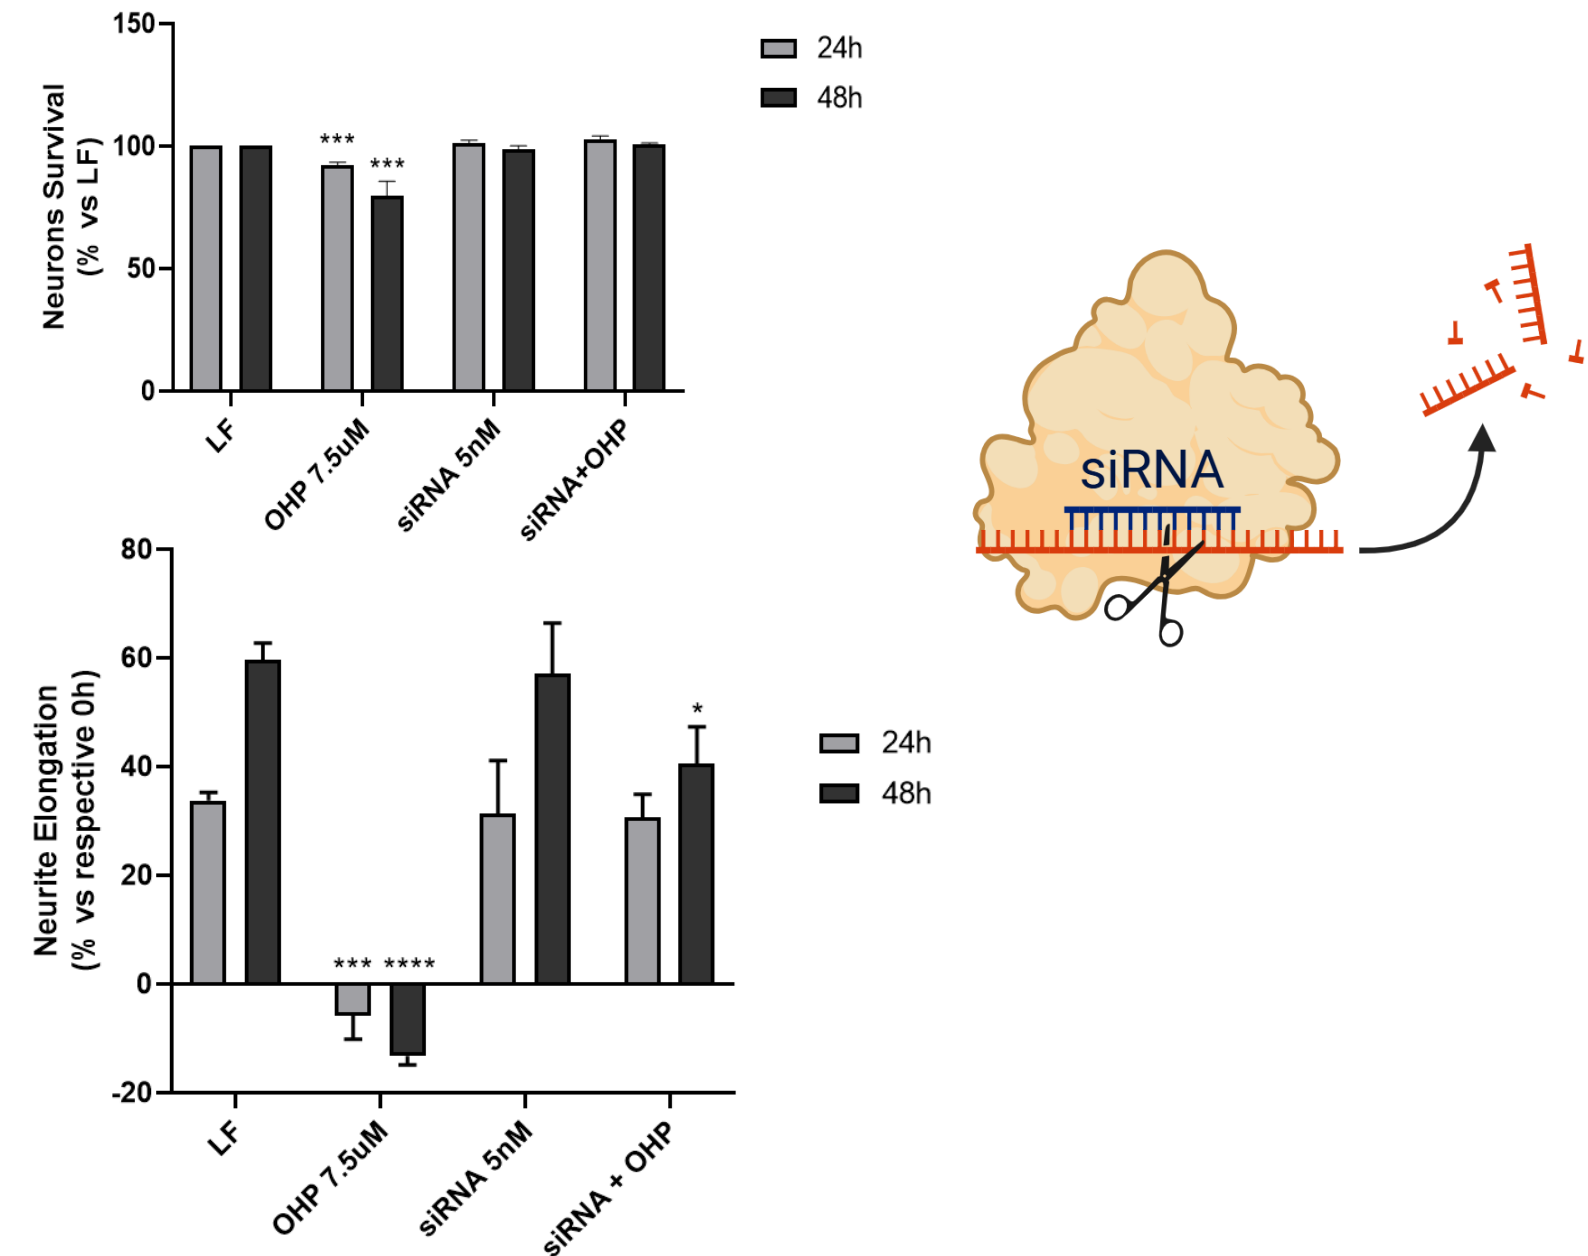 150
100
50
0
Neurons Survival
(% vs LF)
***
***
24h
48h
LF
OHP 7.5uM
siRNA 5nM
siRNA+OHP
siRNA
80
60
40
20
0
-20
Neurite Elongation
(% vs respective 0h)
*** ****
*
24h
48h
LF
OHP 7.5uM
siRNA 5nM
siRNA + OHP